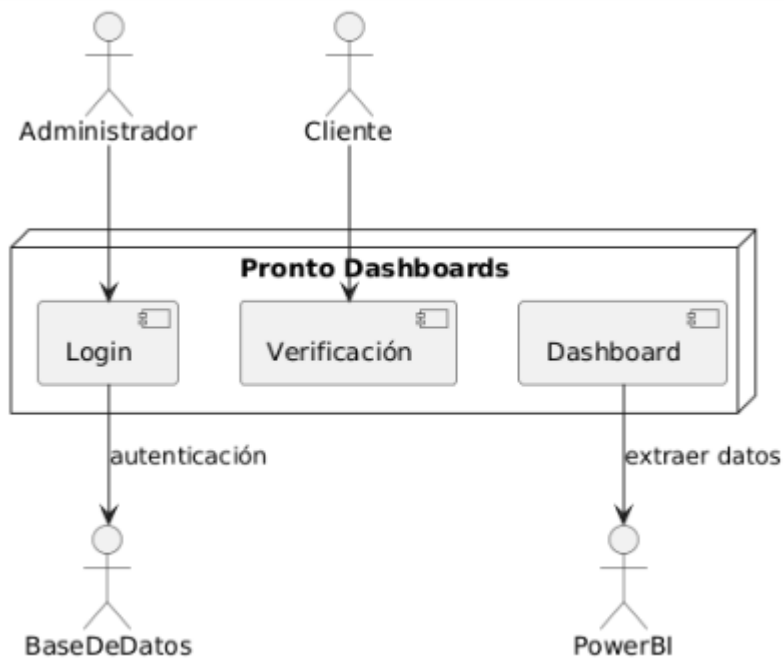 Administrador
Cliente
Pronto Dashboards
Login
Verificación
Dashboard
autenticación
extraer datos
BaseDeDatos
PowerBI